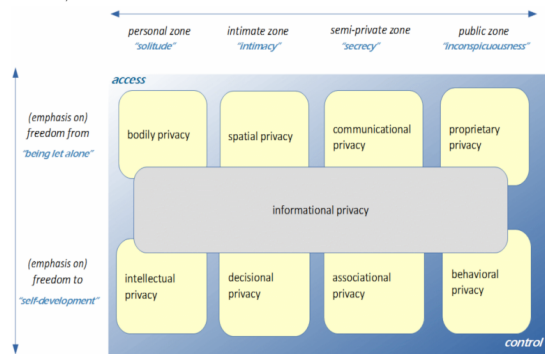 personal zone
"solitude"
intimate zone
"intimacy"
semi-private zone
"secrecy"
public zone
"inconspicuousness"
access
(emphasis on)
freedom from
"being let alone"
bodily privacy
spatial privacy
communicational
privacy
proprietary
privacy
informational privacy
(emphasis on)
freedom to
"self-development"
intellectual
privacy
decisional
privacy
associational
privacy
behavioral
privacy
control